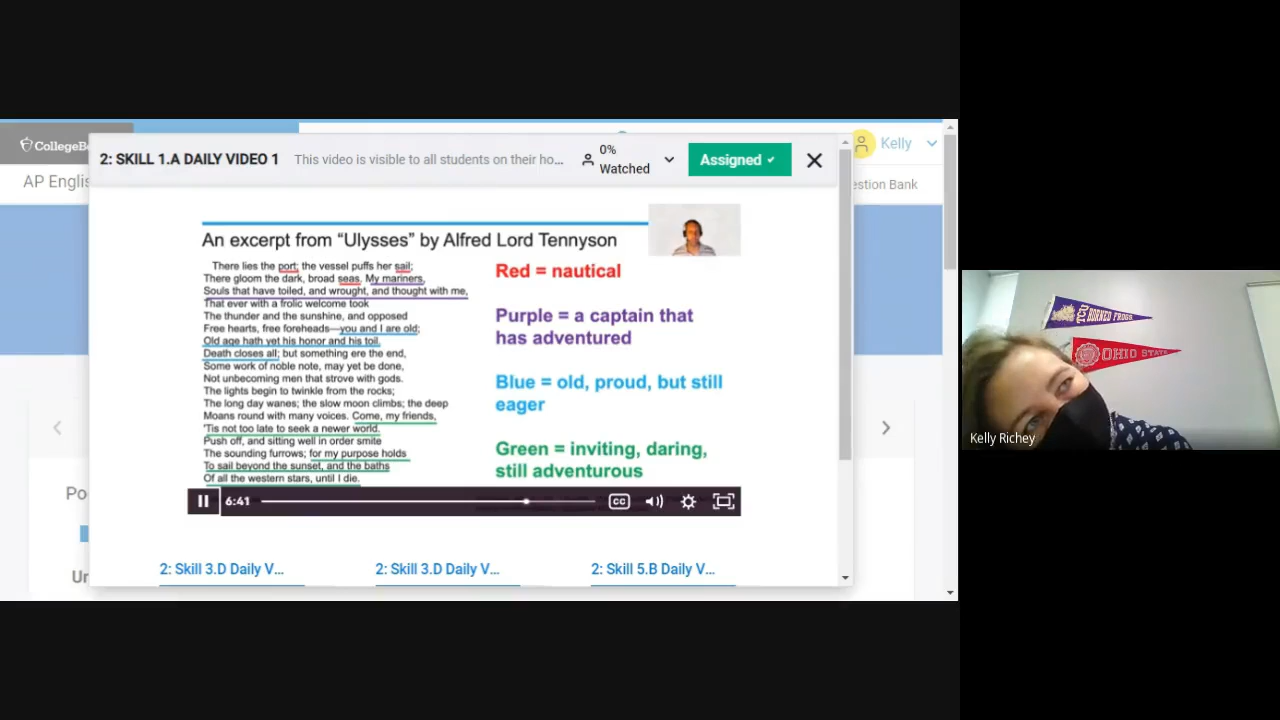 CollegeB
Kelly
AP Englis
estion Bank
2: SKILL 1.A DAILY VIDEO 1
This video is visible to all students on their ho...
0%
Watched
Assigned
An excerpt from “Ulysses” by Alfred Lord Tennyson
There lies the port; the vessel puffs her sail;
There gloom the dark, broad seas. My mariners,
Souls that have toiled, and wrought, and thought with me,
That ever with a frolic welcome took
The thunder and the sunshine, and opposed
Free hearts, free foreheads—you and I are old;
Old age hath yet his honor and his toil.
Death closes all; but something ere the end,
Some work of noble note, may yet be done,
Not unbecoming men that strove with gods.
The lights begin to twinkle from the rocks;
The long day wanes; the slow moon climbs; the deep
Moans round with many voices. Come, my friends,
'Tis not too late to seek a newer world.
Push off, and sitting well in order smite
The sounding furrows; for my purpose holds
To sail beyond the sunset, and the baths
Of all the western stars, until I die.
Red = nautical
Purple = a captain that
has adventured
Blue = old, proud, but still
eager
Green = inviting, daring,
still adventurous
6:41
CC
Po
Ur
2: Skill 3.D Daily V...
2: Skill 3.D Daily V...
2: Skill 5.B Daily V...
TCU HORNED FROGS
OHIO STATE
Kelly Richey